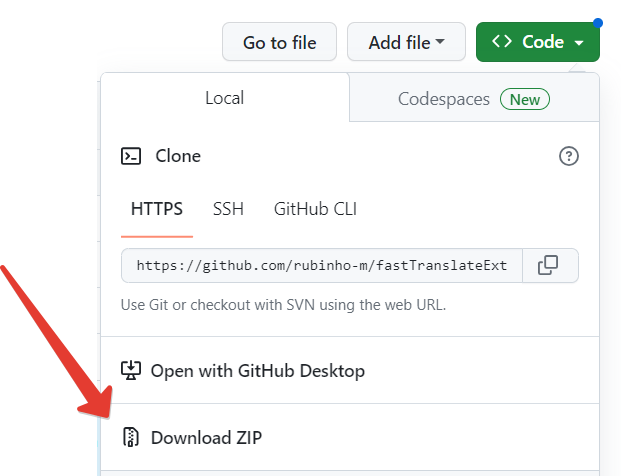 Go to file Add file <> Code
Local Codespaces New
Clone
HTTPS SSH GitHub CLI
https://github.com/rubinho-m/fastTranslateExt
Use Git or checkout with SVN using the web URL.
Open with GitHub Desktop
Download ZIP